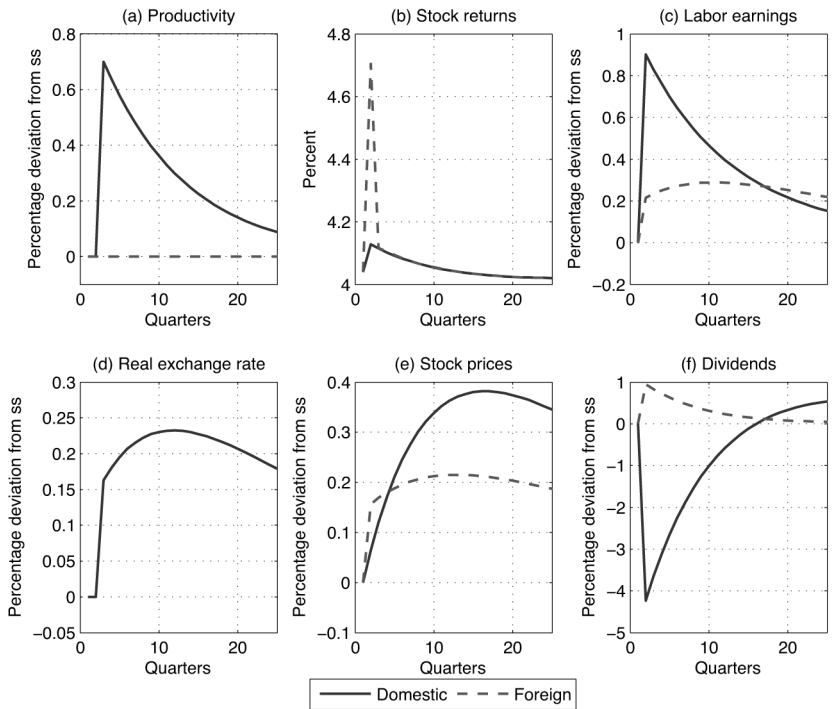 (a) Productivity
Percentage deviation from ss
0.8
0.6
0.4
0.2
0
0
10
20
Quarters
(b) Stock returns
Percent
4.8
4.6
4.4
4.2
4
0
10
20
Quarters
(c) Labor earnings
Percentage deviation from ss
1
0.8
0.6
0.4
0.2
0
−0.2
0
10
20
Quarters
(d) Real exchange rate
Percentage deviation from ss
0.3
0.25
0.2
0.15
0.1
0.05
0
−0.05
0
10
20
Quarters
(e) Stock prices
Percentage deviation from ss
0.4
0.3
0.2
0.1
0
−0.1
0
10
20
Quarters
(f) Dividends
Percentage deviation from ss
1
0
−1
−2
−3
−4
−5
0
10
20
Quarters
Domestic
Foreign